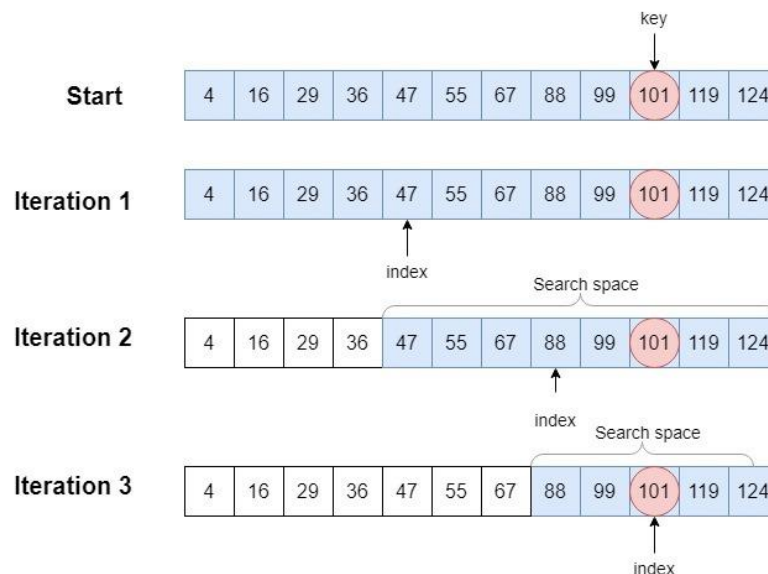 key
Start 4 16 29 36 47 55 67 88 99 101 119 124
Iteration 1 4 16 29 36 47 55 67 88 99 101 119 124
index
Search space
Iteration 2 4 16 29 36 47 55 67 88 99 101 119 124
index
Search space
Iteration 3 4 16 29 36 47 55 67 88 99 101 119 124
index